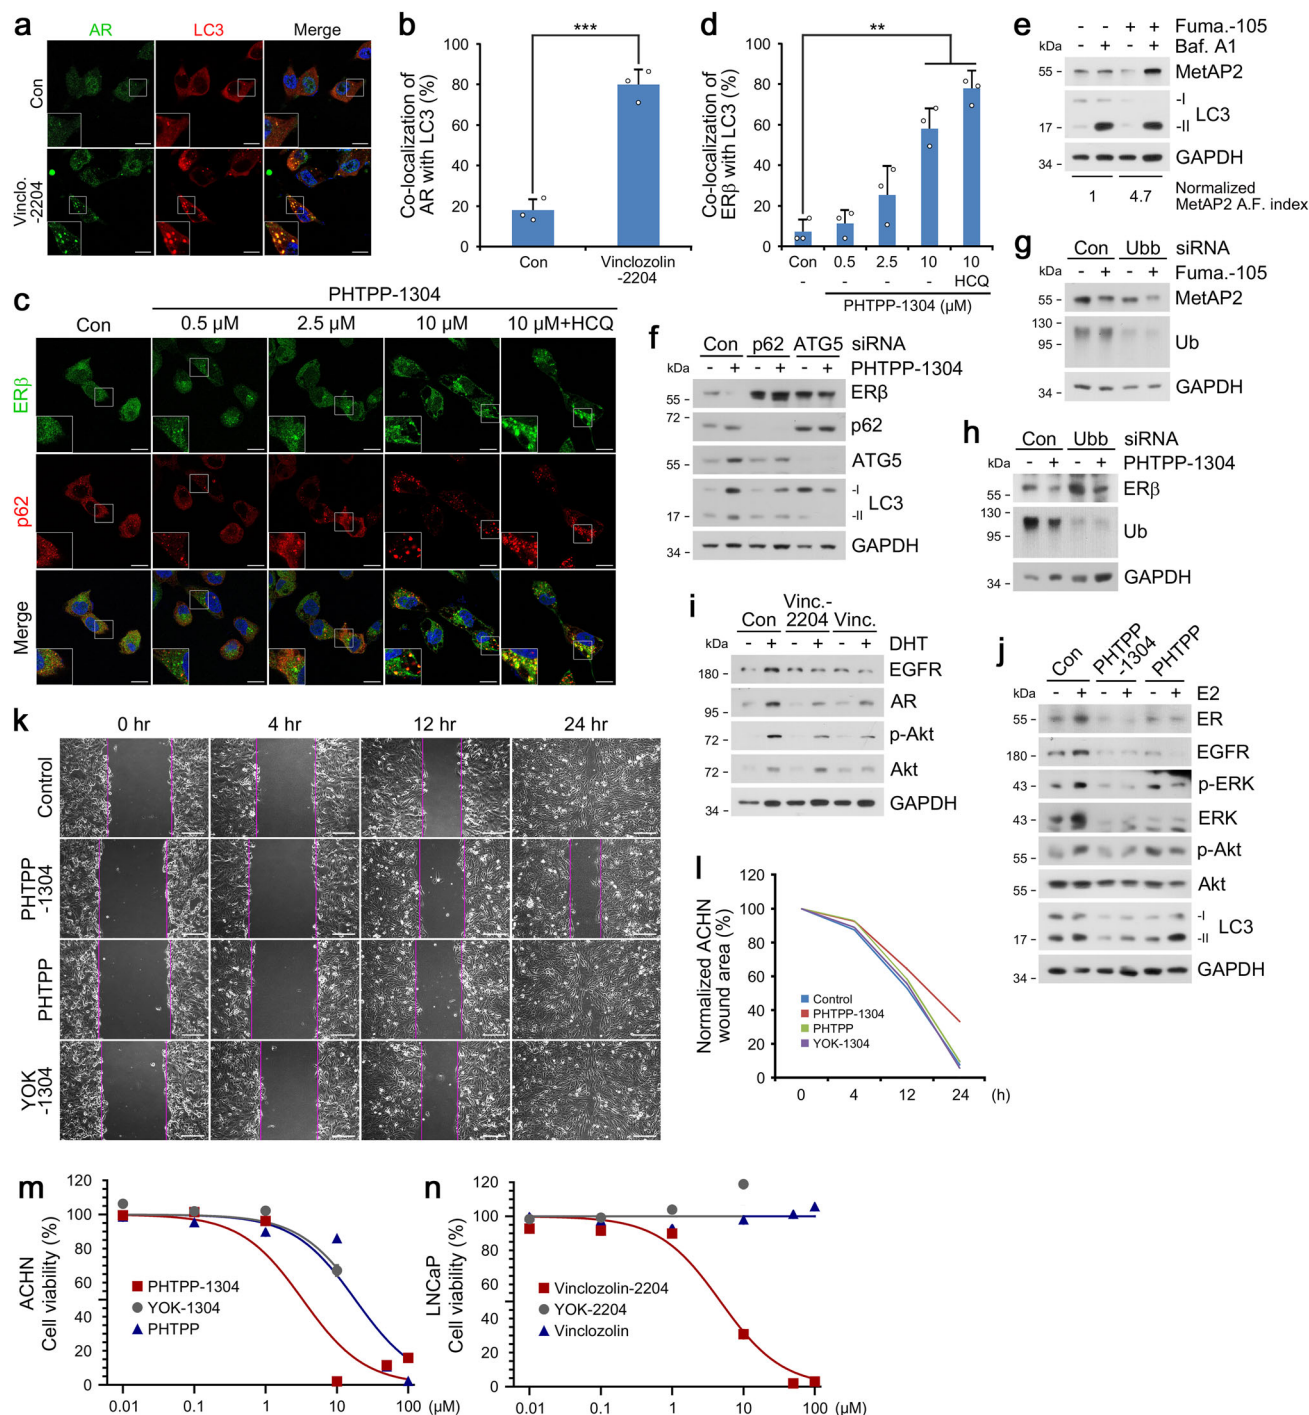 a
AR LC3 Merge
Con
Vinclo.
-2204
b
Co-localization of
AR with LC3 (%)
100
80
60
40
20
0
***
Con Vinclozolin
-2204
d
Co-localization of
ERβ with LC3 (%)
100
80
60
40
20
0
**
Con 0.5 2.5 10 10
HCQ
- - - -
PHTPP-1304 (μM)
e
- - + + Fuma.-105
kDa - + - + Baf. A1
55 MetAP2
-I
17 -II LC3
34 GAPDH
1 4.7 Normalized
MetAP2 A.F. index
c
PHTPP-1304
Con 0.5 μM 2.5 μM 10 μM 10 μM+HCQ
ERβ
p62
Merge
f
Con p62 ATG5 siRNA
kDa - + - + - + PHTPP-1304
55 ERβ
72
p62
55 ATG5
-I
17 -II LC3
34 GAPDH
g
Con Ubb siRNA
kDa - + - + Fuma.-105
55 MetAP2
130
95 Ub
34 GAPDH
h
Con Ubb siRNA
kDa - + - + PHTPP-1304
55 ERβ
130
95 Ub
34 GAPDH
i
Vinc.-
Con 2204 Vinc.
kDa - + - + - + DHT
180 EGFR
95 AR
72 p-Akt
72 Akt
34 GAPDH
j
Con PHTPP
-1304 PHTPP
kDa - + - + - + E2
55 ER
180 EGFR
43 p-ERK
43 ERK
55 p-Akt
55 Akt
-I
17 -II LC3
34 GAPDH
k
0 hr 4 hr 12 hr 24 hr
Control
PHTPP
-1304
PHTPP
YOK
-1304
l
Normalized ACHN
wound area (%)
120
100
80
60
40
20
0
Control
PHTPP-1304
PHTPP
YOK-1304
0 4 12 24 (h)
m
ACHN
Cell viability (%)
120
100
80
60
40
20
0
PHTPP-1304
YOK-1304
PHTPP
0.01 0.1 1 10 100 (μM)
n
LNCaP
Cell viability (%)
120
100
80
60
40
20
0
Vinclozolin-2204
YOK-2204
Vinclozolin
0.01 0.1 1 10 100 (μM)